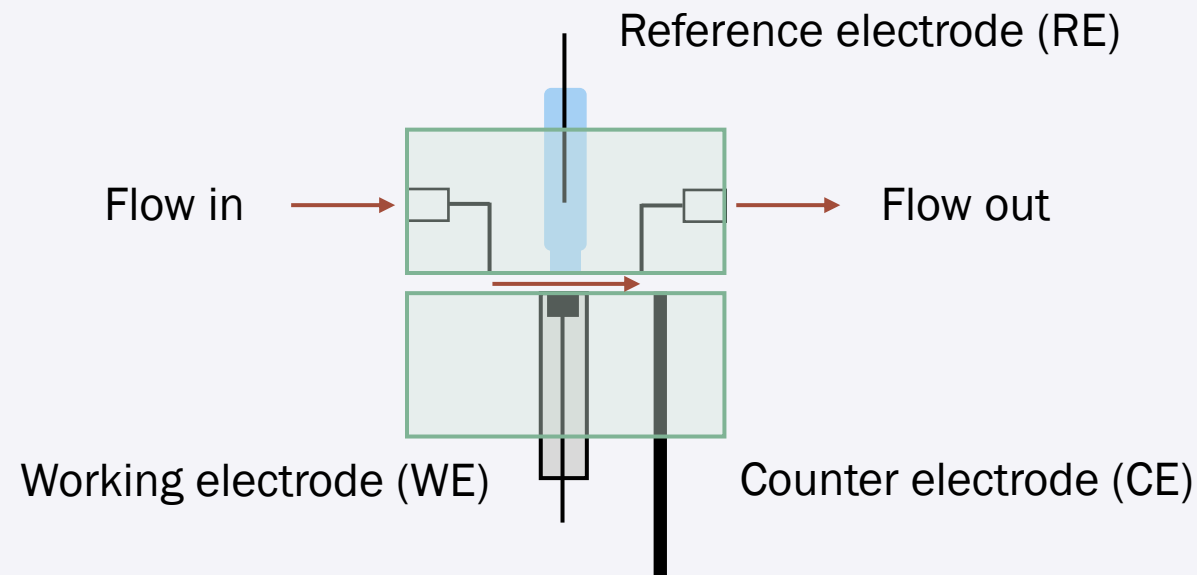 Reference electrode (RE)
Flow in
Flow out
Working electrode (WE)
Counter electrode (CE)